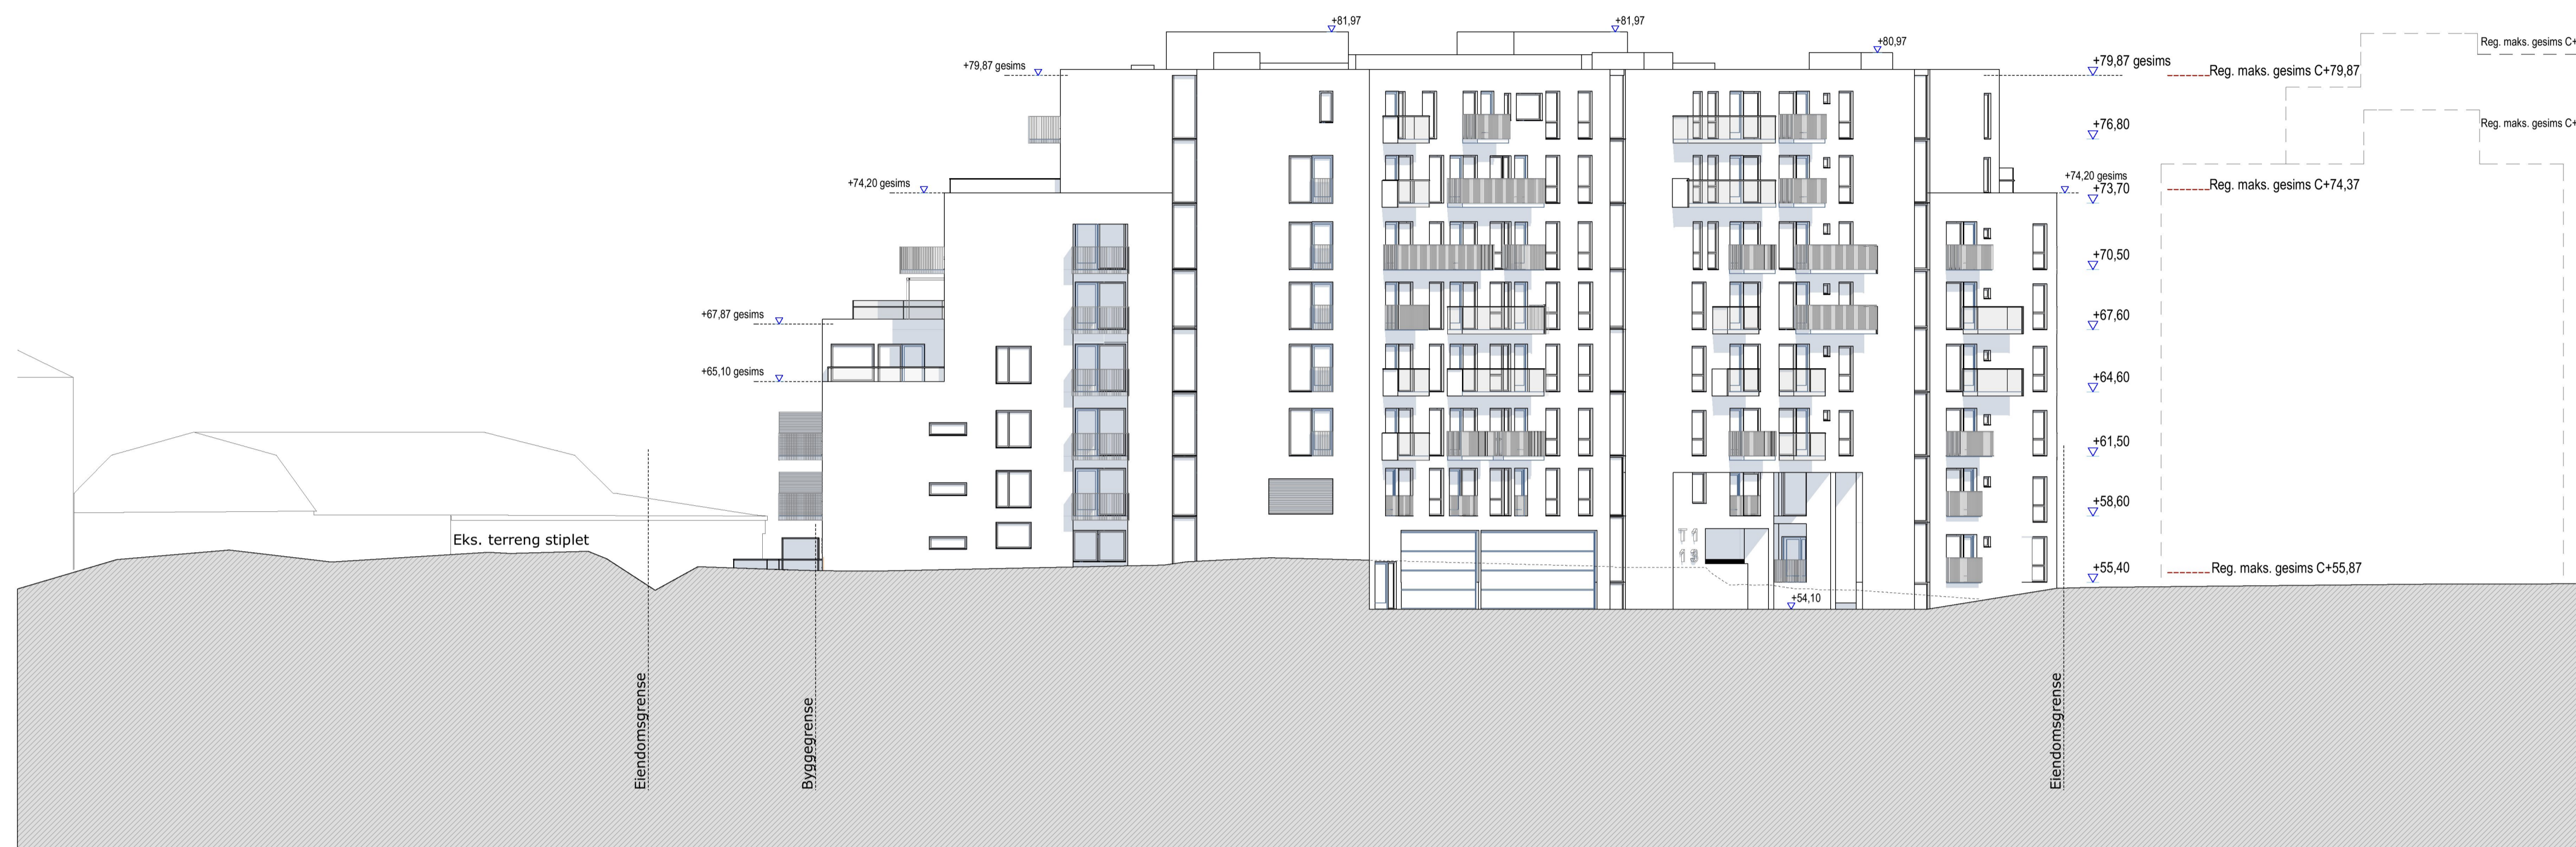 +81,97
+81,97
+80,97
+79,87 gesims
+79,87 gesims
Reg. maks. gesims C+79,87
Reg. maks. gesims C+
Reg. maks. gesims C+
+76,80
+74,20 gesims
+74,20 gesims
+73,70
Reg. maks. gesims C+74,37
+70,50
+67,87 gesims
+67,60
+65,10 gesims
+64,60
+61,50
+58,60
Eks. terreng stiplet
T1
13
+55,40
Reg. maks. gesims C+55,87
+54,10
Eiendomsgrense
Byggegrense
Eiendomsgrense